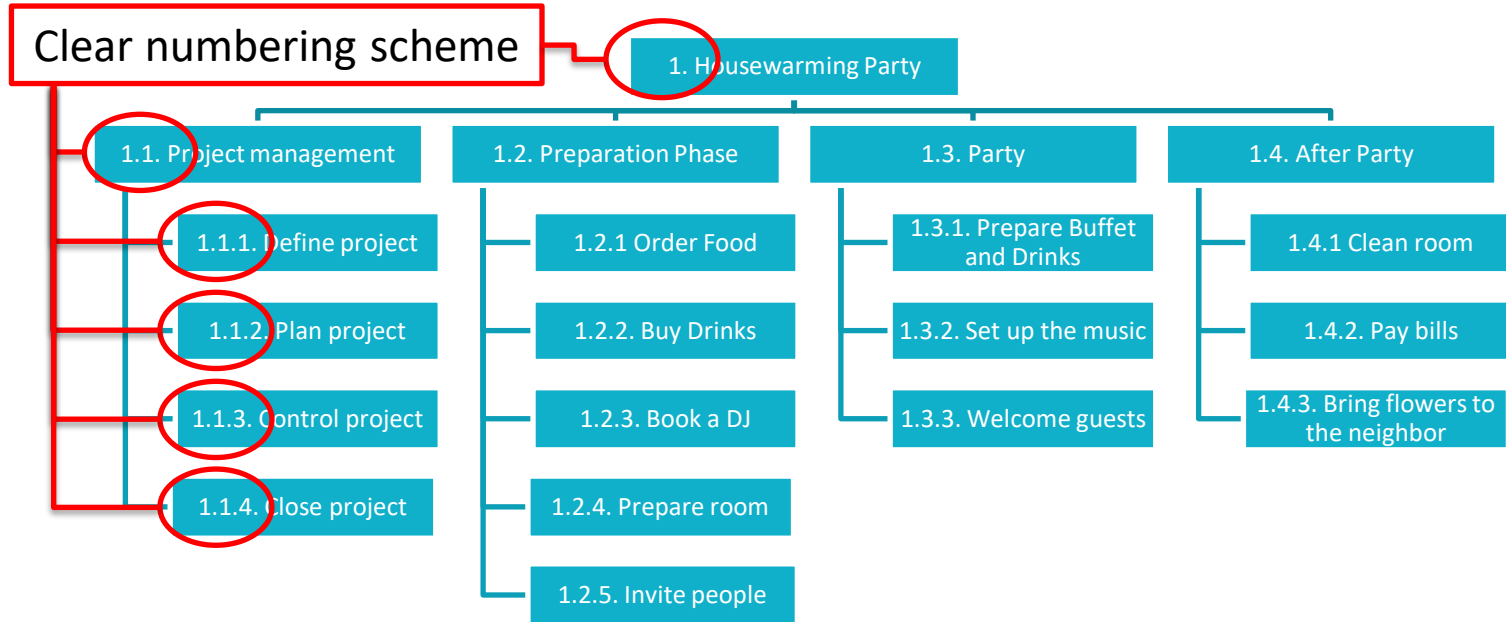 Clear numbering scheme
1. Housewarming Party
1.1. Project management
1.1.1. Define project
1.1.2. Plan project
1.1.3. Control project
1.1.4. Close project
1.2. Preparation Phase
1.2.1 Order Food
1.2.2. Buy Drinks
1.2.3. Book a DJ
1.2.4. Prepare room
1.2.5. Invite people
1.3. Party
1.3.1. Prepare Buffet
and Drinks
1.3.2. Set up the music
1.3.3. Welcome guests
1.4. After Party
1.4.1 Clean room
1.4.2. Pay bills
1.4.3. Bring flowers to
the neighbor